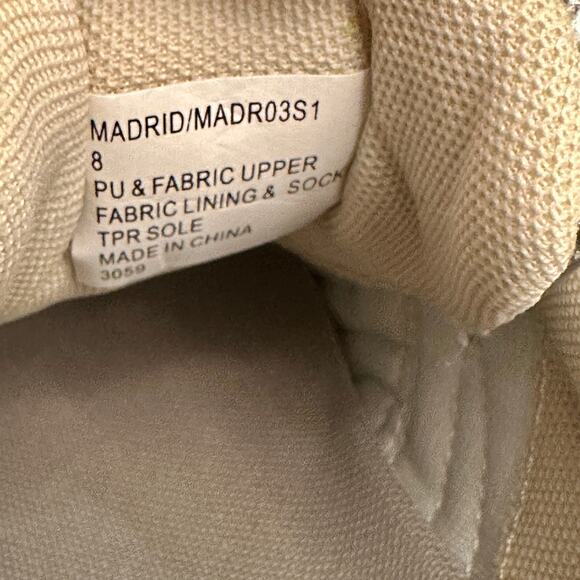 MADRID/MADR03S1
8
PU & FABRIC UPPER
FABRIC LINING & SOCK
TPR SOLE
MADE IN CHINA
3059